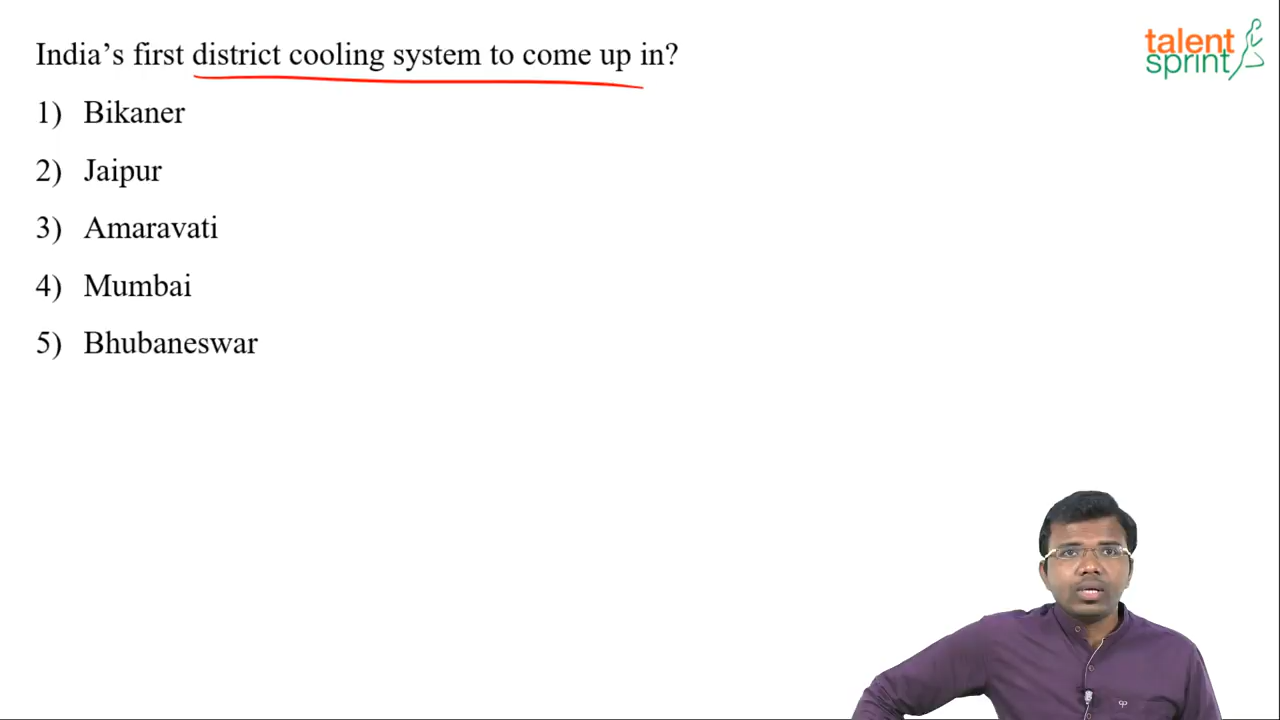 India’s first district cooling system to come up in?
talent
sprint
1) Bikaner
2) Jaipur
3) Amaravati
4) Mumbai
5) Bhubaneswar